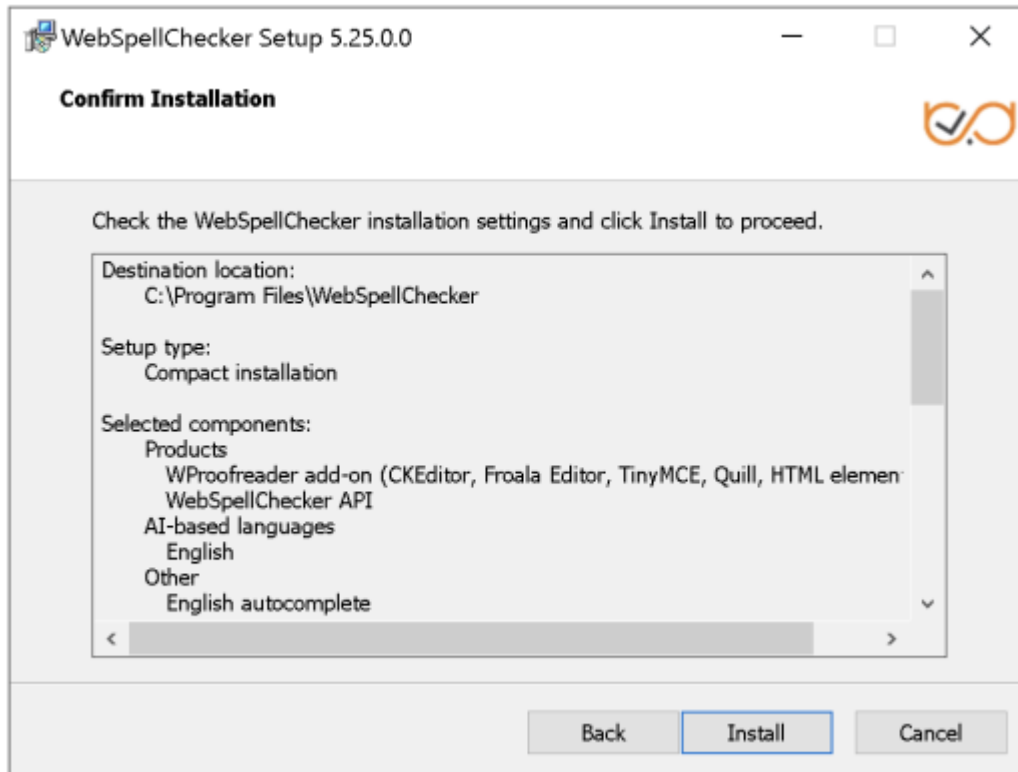 WebSpellChecker Setup 5.25.0.0
Confirm Installation
Check the WebSpellChecker installation settings and click Install to proceed.
Destination location:
C:\Program Files\WebSpellChecker
Setup type:
Compact installation
Selected components:
Products
WProofreader add-on (CKEditor, Froala Editor, TinyMCE, Quill, HTML elemen
WebSpellChecker API
AI-based languages
English
Other
English autocomplete
Back
Install
Cancel